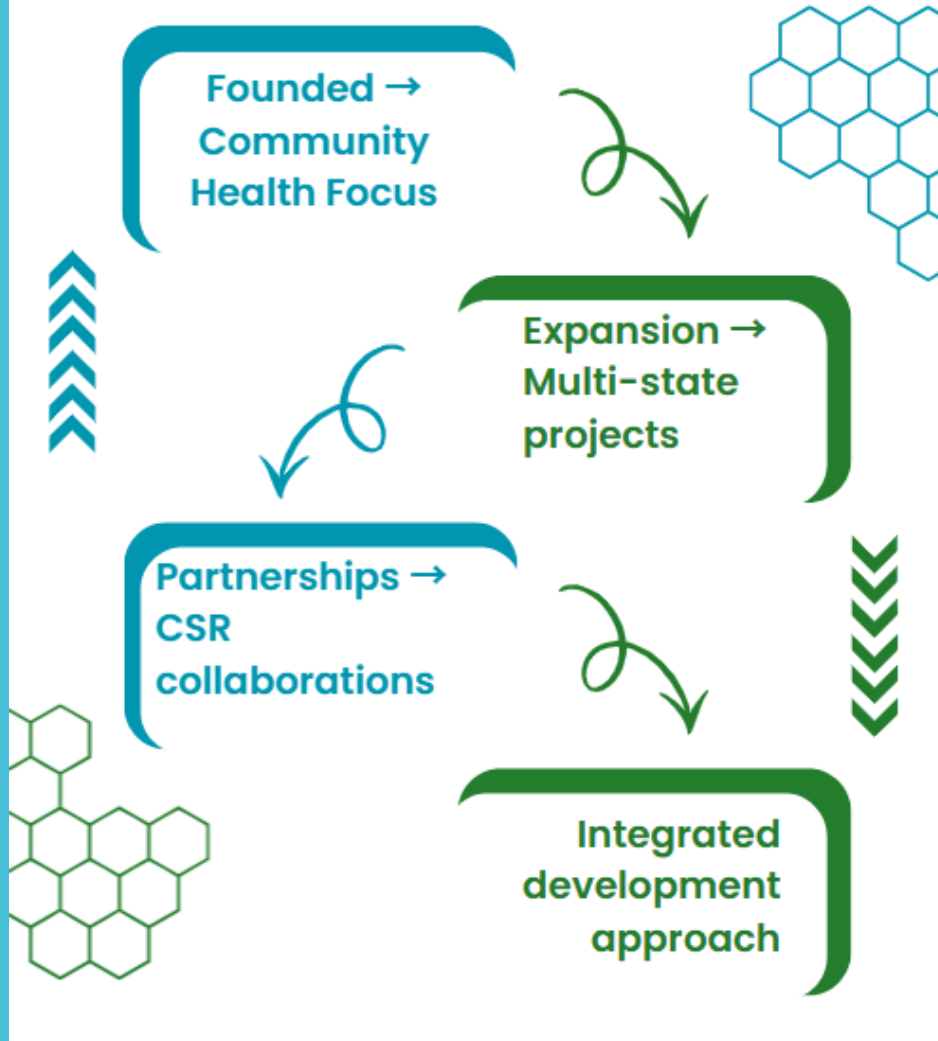 Founded →
Community
Health Focus
Expansion →
Multi-state
projects
Partnerships →
CSR
collaborations
Integrated
development
approach